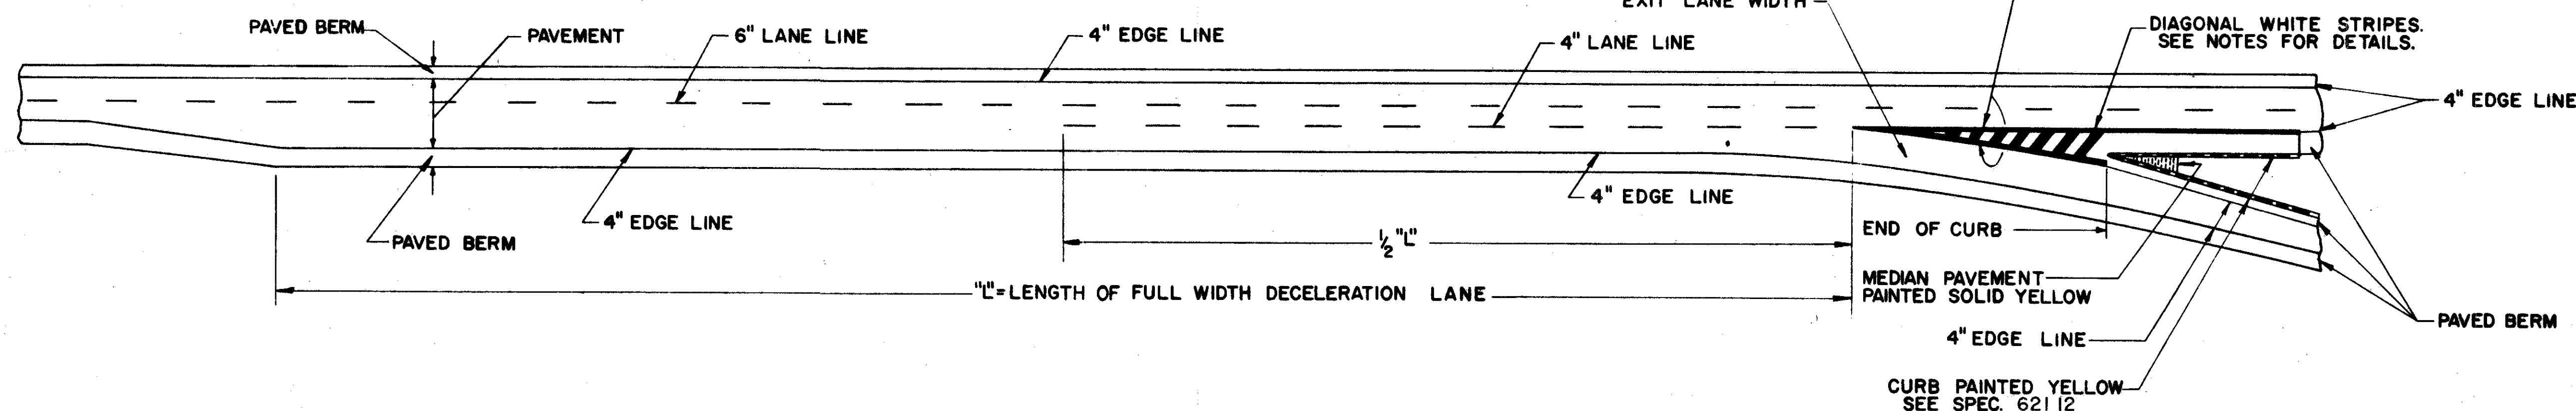 EXIT LANE WIDTH
PAVED BERM
PAVEMENT
6" LANE LINE
4" EDGE LINE
4" LANE LINE
DIAGONAL WHITE STRIPES.
SEE NOTES FOR DETAILS.
4" EDGE LINE
4" EDGE LINE
PAVED BERM
4" EDGE LINE
1/2 "L"
END OF CURB
"L"=LENGTH OF FULL WIDTH DECELERATION LANE
MEDIAN PAVEMENT
PAINTED SOLID YELLOW
PAVED BERM
4" EDGE LINE
CURB PAINTED YELLOW
SEE SPEC. 621 12